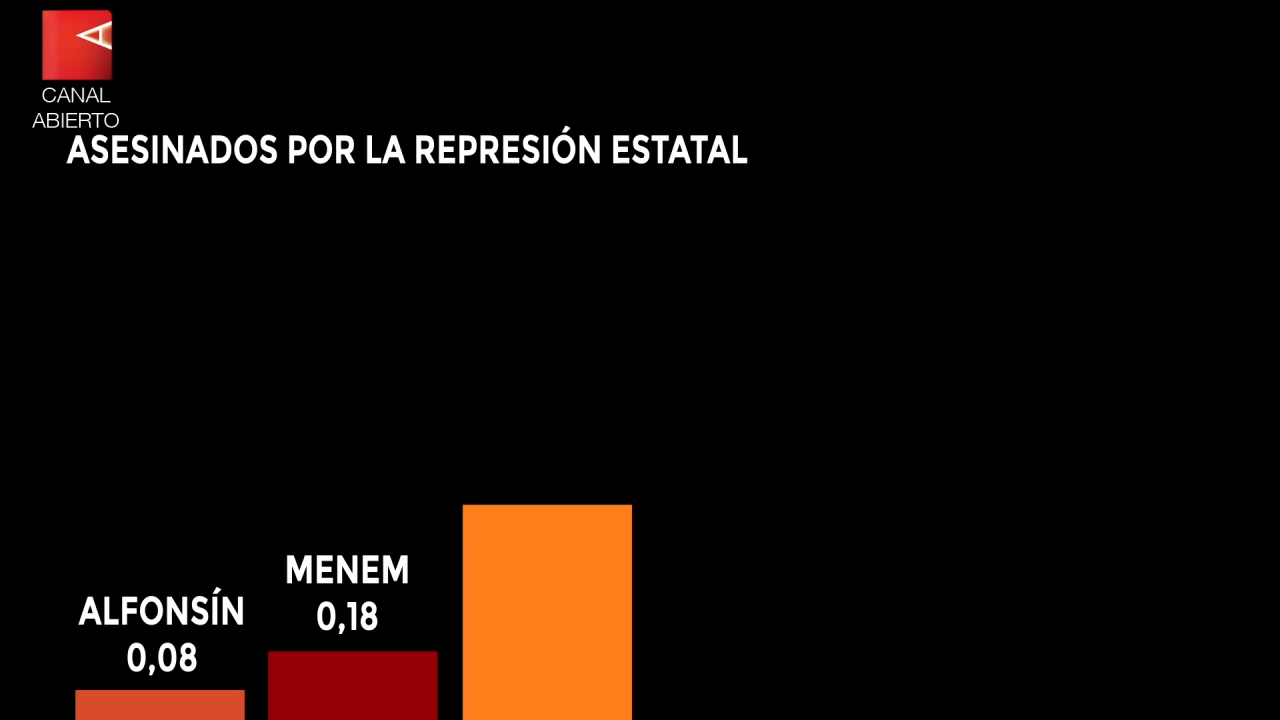 CANAL
ABIERTO
ASESINADOS POR LA REPRESIÓN ESTATAL
MENEM
0,18
ALFONSÍN
0,08